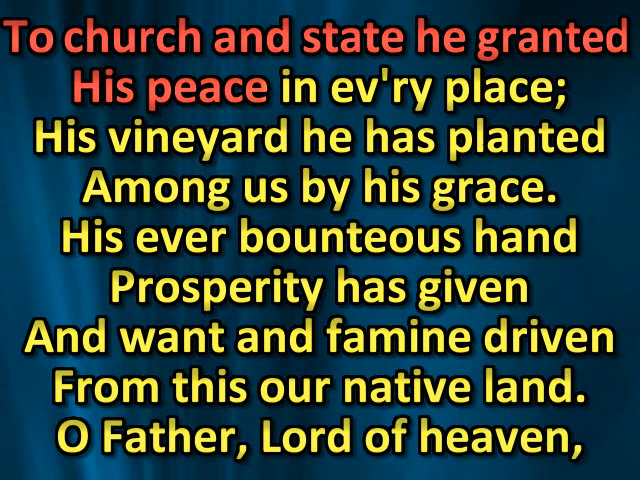 To church and state he granted
His peace in ev'ry place;
His vineyard he has planted
Among us by his grace.
His ever bounteous hand
Prosperity has given
And want and famine driven
From this our native land.
O Father, Lord of heaven,